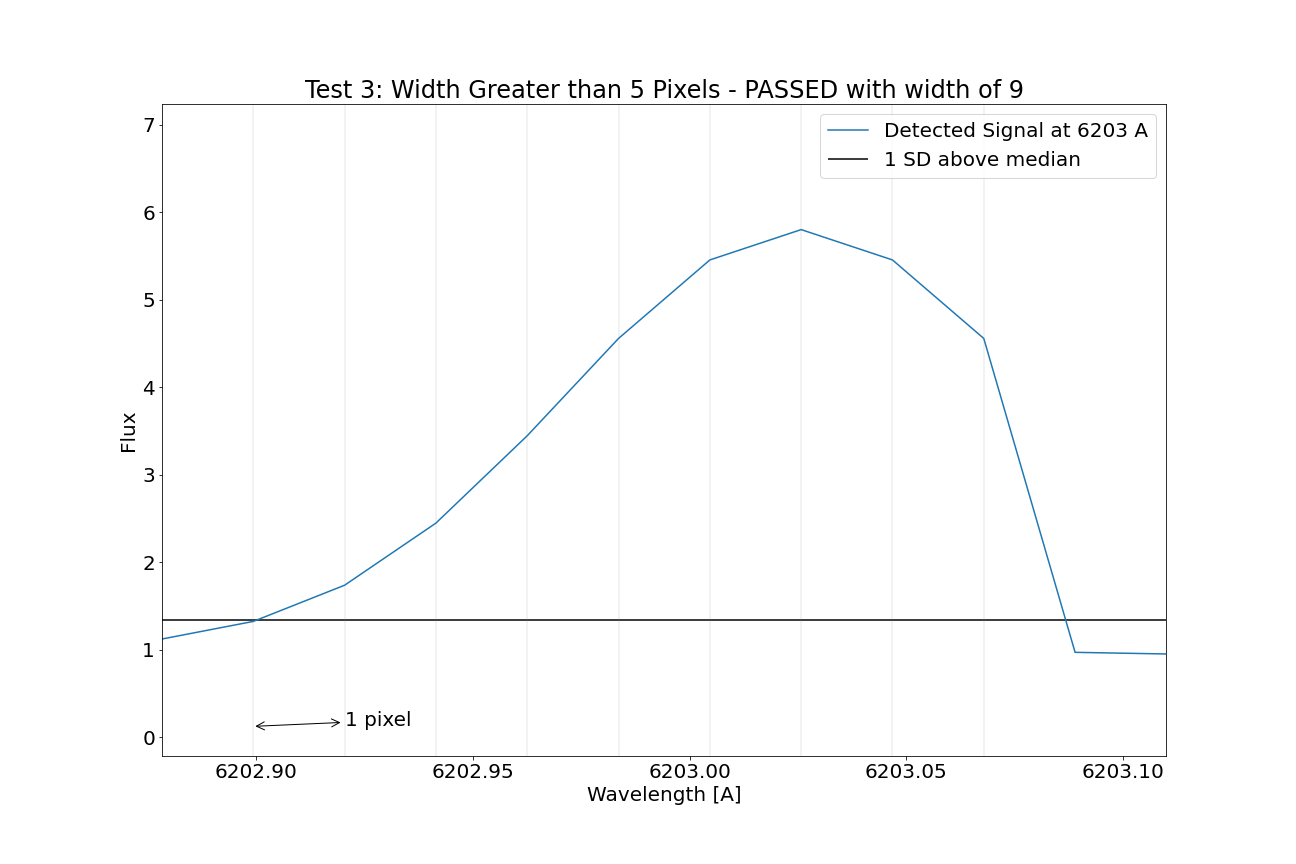 Test 3: Width Greater than 5 Pixels - PASSED with width of 9
Detected Signal at 6203 A
1 SD above median
7
6
5
4
3
2
1
0
Flux
1 pixel
6202.90 6202.95 6203.00 6203.05 6203.10
Wavelength [A]